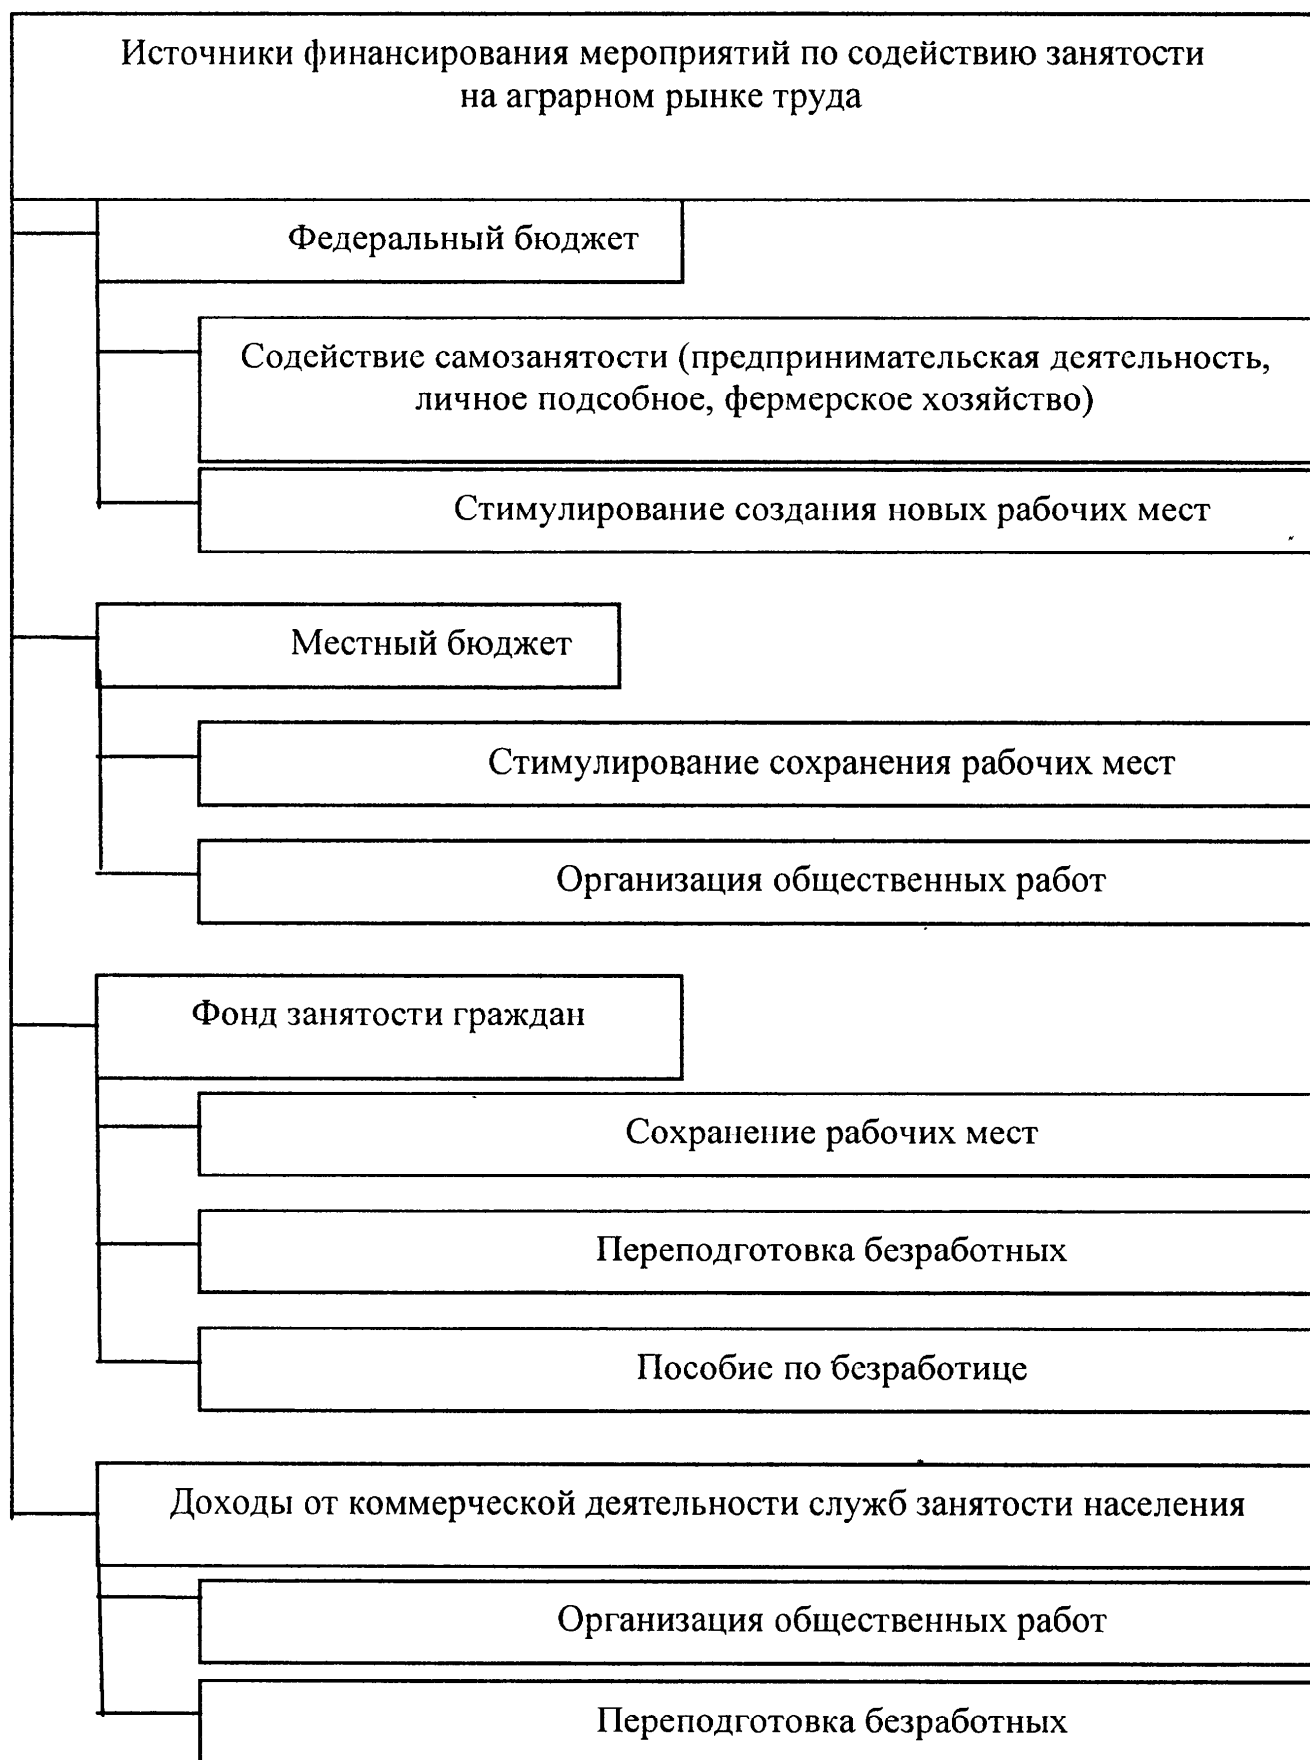 Источники финансирования мероприятий по содействию занятости
на аграрном рынке труда
Федеральный бюджет
Содействие самозанятости (предпринимательская деятельность,
личное подсобное, фермерское хозяйство)
Стимулирование создания новых рабочих мест
Местный бюджет
Стимулирование сохранения рабочих мест
Организация общественных работ
Фонд занятости граждан
Сохранение рабочих мест
Переподготовка безработных
Пособие по безработице
Доходы от коммерческой деятельности служб занятости населения
Организация общественных работ
Переподготовка безработных